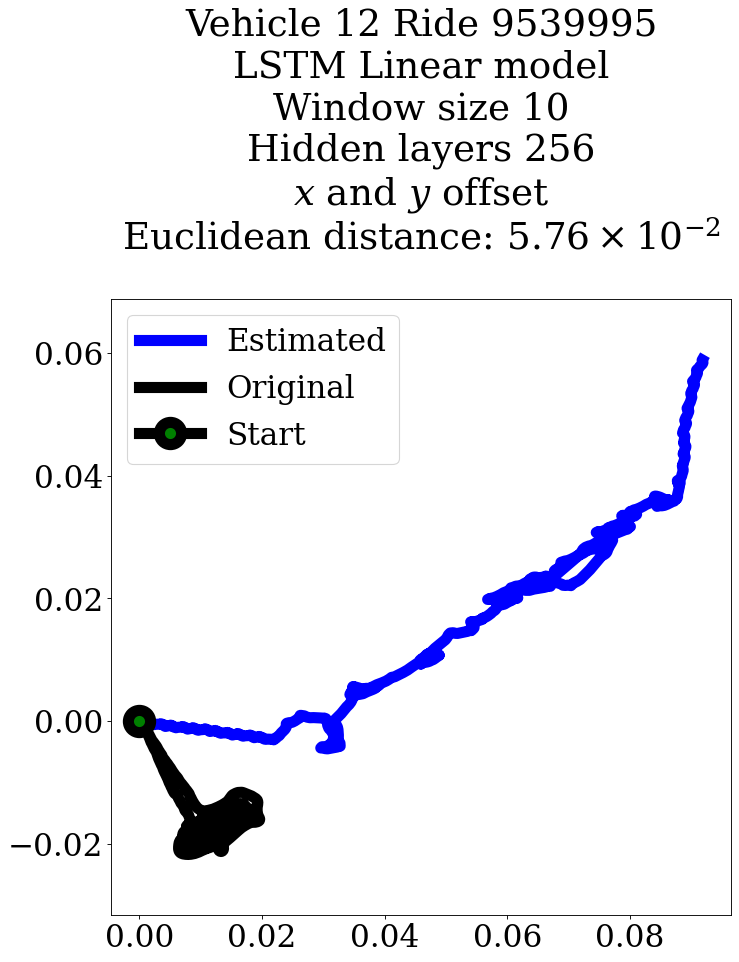 Vehicle 12 Ride 9539995
LSTM Linear model
Window size 10
Hidden layers 256
x and y offset
Euclidean distance: 5.76 × 10⁻²
Estimated
Original
Start
0.06
0.04
0.02
0.00
−0.02
0.00 0.02 0.04 0.06 0.08